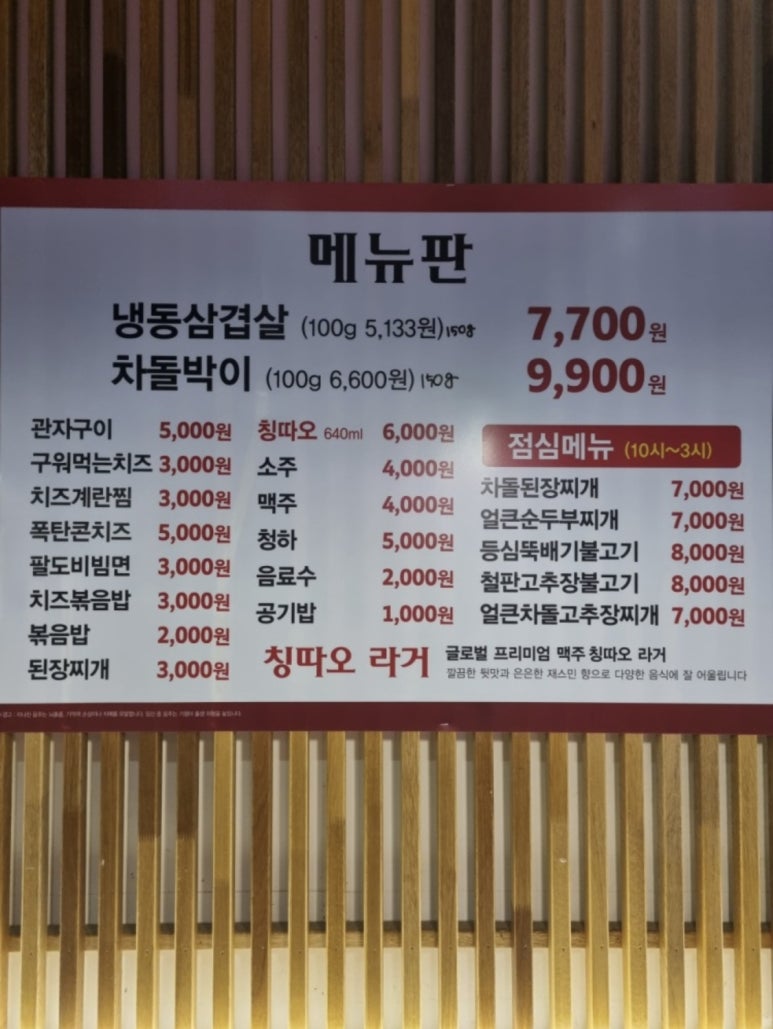 메뉴판
냉동삼겹살 (100g 5,133원) 150g 7,700원
차돌박이 (100g 6,600원) 150g 9,900원
관자구이 5,000원
구워먹는치즈 3,000원
치즈계란찜 3,000원
폭탄콘치즈 5,000원
팔도비빔면 3,000원
치즈볶음밥 3,000원
볶음밥 2,000원
된장찌개 3,000원
칭따오 640ml 6,000원
소주 4,000원
맥주 4,000원
청하 5,000원
음료수 2,000원
공기밥 1,000원
점심메뉴 (10시~3시)
차돌된장찌개 7,000원
얼큰순두부찌개 7,000원
등심뚝배기불고기 8,000원
철판고추장불고기 8,000원
얼큰차돌고추장찌개 7,000원
칭따오 라거
글로벌 프리미엄 맥주 칭따오 라거
깔끔한 뒷맛과 은은한 재스민 향으로 다양한 음식에 잘 어울립니다